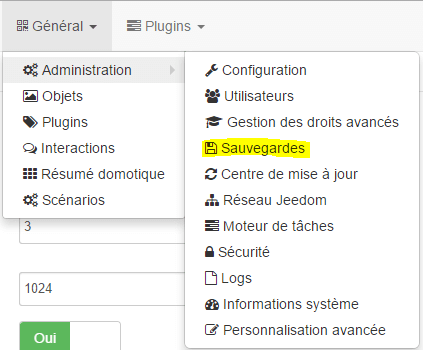 Général Plugins
Administration
Objets
Plugins
Interactions
Résumé domotique
Scénarios
Configuration
Utilisateurs
Gestion des droits avancés
Sauvegardes
Centre de mise à jour
Réseau Jeedom
Moteur de tâches
Sécurité
Logs
Informations système
Personnalisation avancée
3
1024
Oui